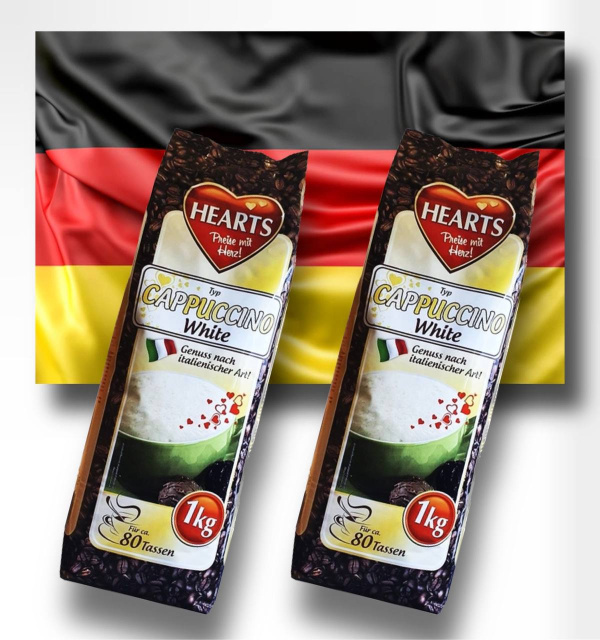 HEARTS
Preise mit
Herz!
Typ
CAPPUCCINO
White
Genuss nach
italienischer Art!
1kg
Für ca.
80 Tassen
HEARTS
Preise mit
Herz!
Typ
CAPPUCCINO
White
Genuss nach
italienischer Art!
1kg
Für ca.
80 Tassen